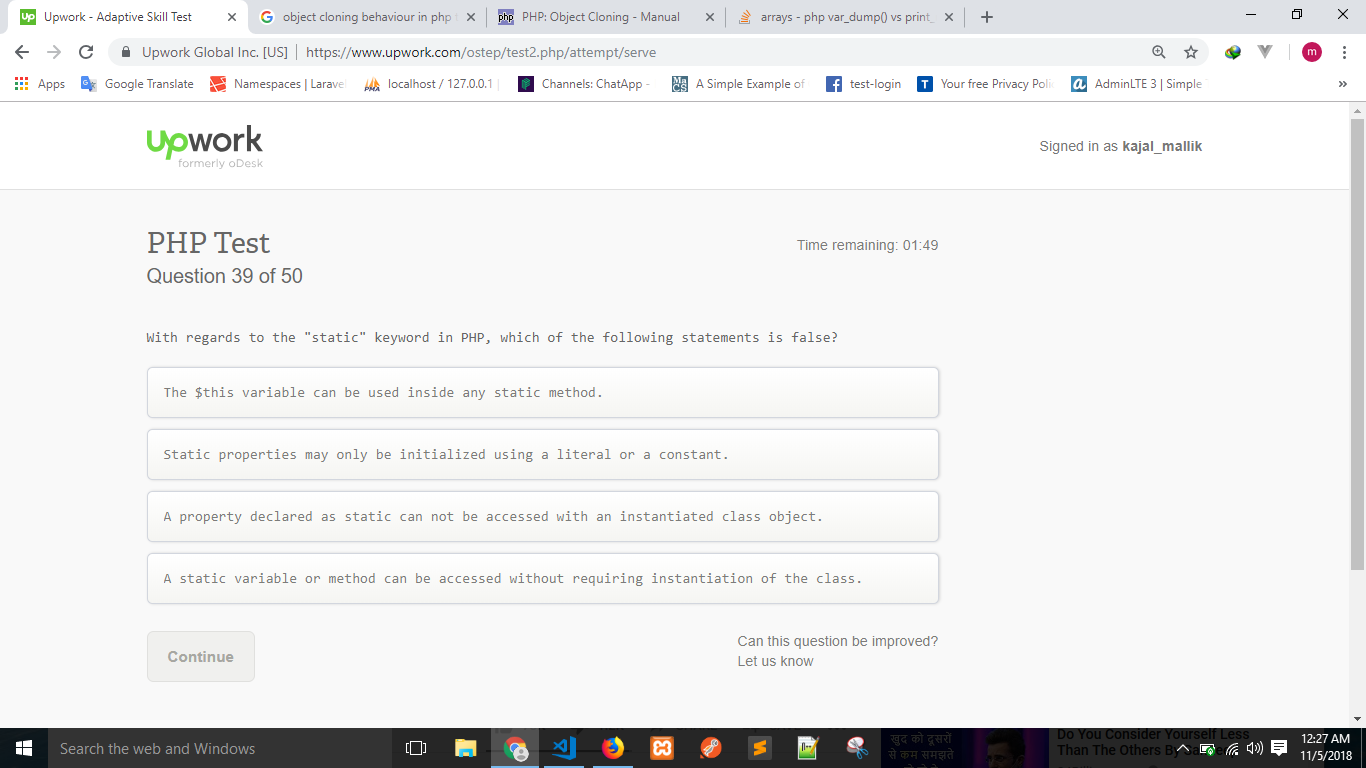 Upwork - Adaptive Skill Test
object cloning behaviour in php
PHP: Object Cloning - Manual
arrays - php var_dump() vs print_
Upwork Global Inc. [US] | https://www.upwork.com/ostep/test2.php/attempt/serve
m
Apps
Google Translate
Namespaces | Larave
localhost / 127.0.0.1 |
Channels: ChatApp -
A Simple Example of
test-login
Your free Privacy Poli
AdminLTE 3 | Simple
»
upwork
formerly oDesk
Signed in as kajal_mallik
PHP Test
Time remaining: 01:49
Question 39 of 50
With regards to the "static" keyword in PHP, which of the following statements is false?
The $this variable can be used inside any static method.
Static properties may only be initialized using a literal or a constant.
A property declared as static can not be accessed with an instantiated class object.
A static variable or method can be accessed without requiring instantiation of the class.
Continue
Can this question be improved?
Let us know
Search the web and Windows
खुद को दूसरों
से कम समझते
Do You Consider Yourself Less
Than The Others By
12:27 AM
11/5/2018